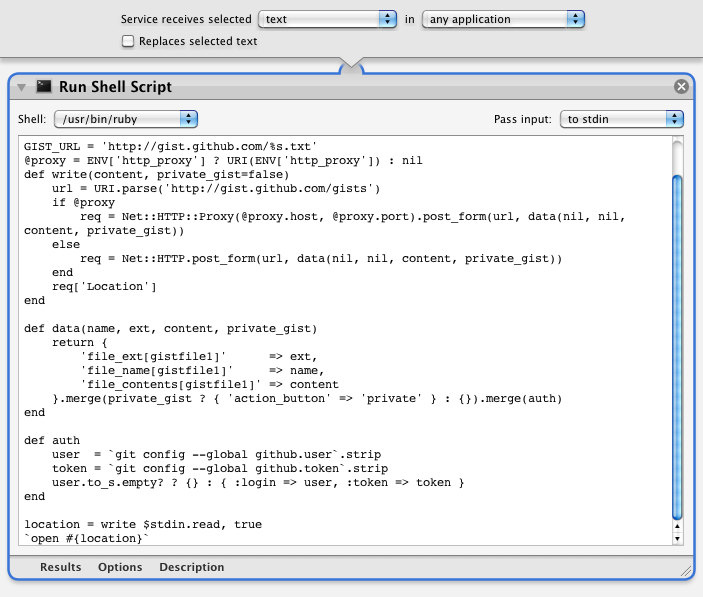 Service receives selected text in any application
Replaces selected text
Run Shell Script
Shell: /usr/bin/ruby Pass input: to stdin
GIST_URL = 'http://gist.github.com/%s.txt'
@proxy = ENV['http_proxy'] ? URI(ENV['http_proxy']) : nil
def write(content, private_gist=false)
    url = URI.parse('http://gist.github.com/gists')
    if @proxy
        req = Net::HTTP::Proxy(@proxy.host, @proxy.port).post_form(url, data(nil, nil,
content, private_gist))
    else
        req = Net::HTTP.post_form(url, data(nil, nil, content, private_gist))
    end
    req['Location']
end

def data(name, ext, content, private_gist)
    return {
        'file_ext[gistfile1]'      => ext,
        'file_name[gistfile1]'     => name,
        'file_contents[gistfile1]' => content
    }.merge(private_gist ? { 'action_button' => 'private' } : {}).merge(auth)
end

def auth
    user  = `git config --global github.user`.strip
    token = `git config --global github.token`.strip
    user.to_s.empty? ? {} : { :login => user, :token => token }
end

location = write $stdin.read, true
`open #{location}`
Results Options Description